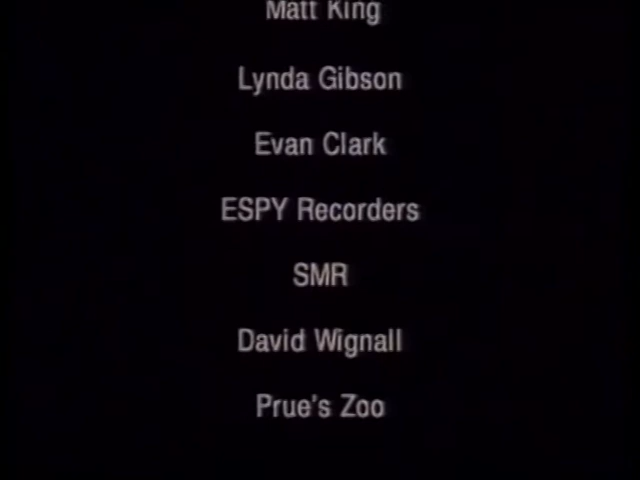 Matt King
Lynda Gibson
Evan Clark
ESPY Recorders
SMR
David Wignall
Prue's Zoo